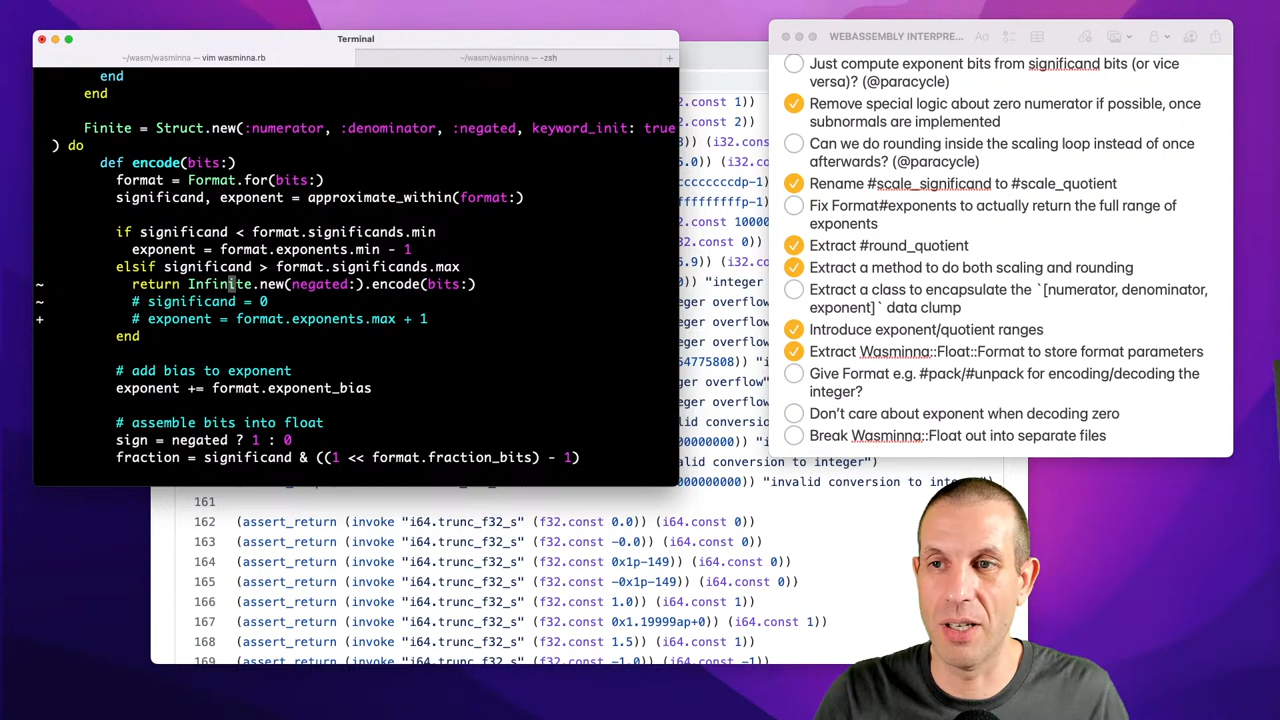 Terminal
~/wasm/wasminna — vim wasminna.rb
~/wasm/wasminna — -zsh
+
end
end
Finite = Struct.new(:numerator, :denominator, :negated, keyword_init: true
) do
def encode(bits:)
format = Format.for(bits:)
significand, exponent = approximate_within(format:)
if significand < format.significands.min
exponent = format.exponents.min - 1
elsif significand > format.significands.max
~ return Infinite.new(negated:).encode(bits:)
~ # significand = 0
+ # exponent = format.exponents.max + 1
end
# add bias to exponent
exponent += format.exponent_bias
# assemble bits into float
sign = negated ? 1 : 0
fraction = significand & ((1 << format.fraction_bits) - 1)
WEBASSEMBLY INTERPRE...
Aa
Just compute exponent bits from significand bits (or vice
versa)? (@paracycle)
Remove special logic about zero numerator if possible, once
subnormals are implemented
Can we do rounding inside the scaling loop instead of once
afterwards? (@paracycle)
Rename #scale_significand to #scale_quotient
Fix Format#exponents to actually return the full range of
exponents
Extract #round_quotient
Extract a method to do both scaling and rounding
Extract a class to encapsulate the `[numerator, denominator,
exponent]` data clump
Introduce exponent/quotient ranges
Extract Wasminna::Float::Format to store format parameters
Give Format e.g. #pack/#unpack for encoding/decoding the
integer?
Don't care about exponent when decoding zero
Break Wasminna::Float out into separate files
161
162 (assert_return (invoke "i64.trunc_f32_s" (f32.const 0.0)) (i64.const 0))
163 (assert_return (invoke "i64.trunc_f32_s" (f32.const -0.0)) (i64.const 0))
164 (assert_return (invoke "i64.trunc_f32_s" (f32.const 0x1p-149)) (i64.const 0))
165 (assert_return (invoke "i64.trunc_f32_s" (f32.const -0x1p-149)) (i64.const 0))
166 (assert_return (invoke "i64.trunc_f32_s" (f32.const 1.0)) (i64.const 1))
167 (assert_return (invoke "i64.trunc_f32_s" (f32.const 0x1.19999ap+0)) (i64.const 1))
168 (assert_return (invoke "i64.trunc_f32_s" (f32.const 1.5)) (i64.const 1))
169 (assert_return (invoke "i64.trunc_f32_s" (f32.const -1.0)) (i64.const -1))